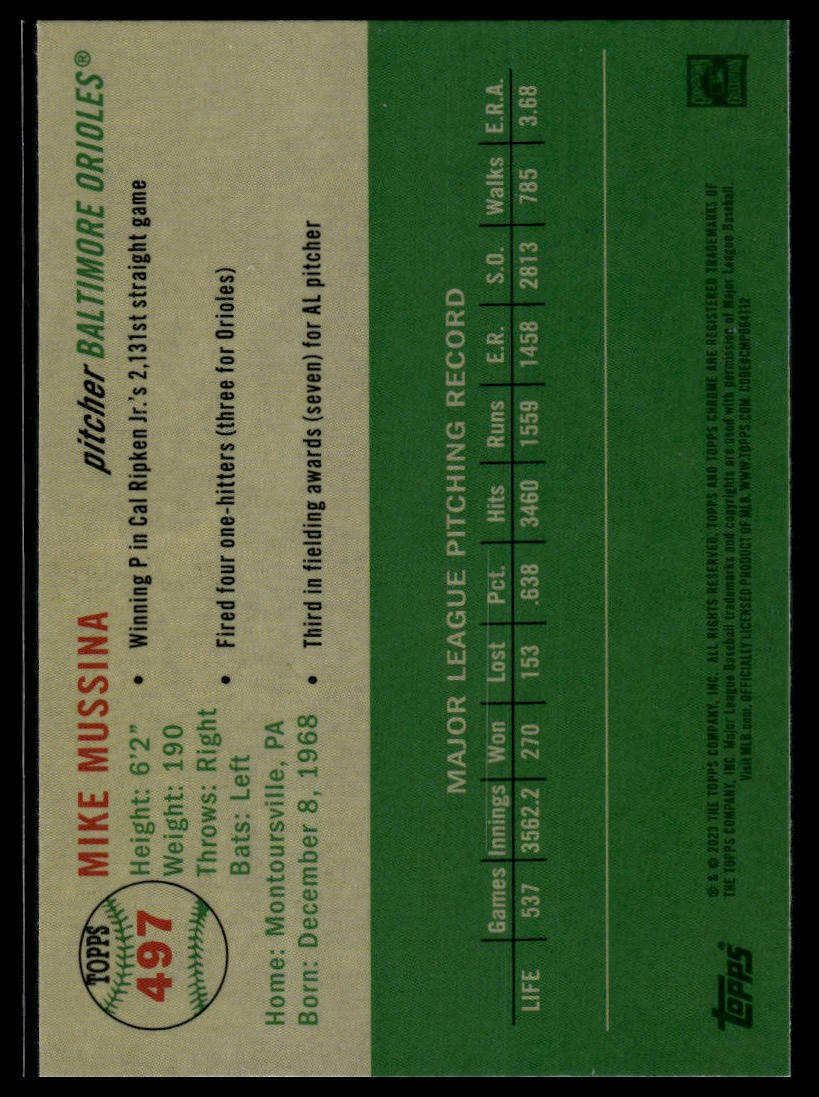 TOPPS
497
MIKE MUSSINA
pitcher BALTIMORE ORIOLES®
Height: 6'2"
Weight: 190
Throws: Right
Bats: Left
Home: Montoursville, PA
Born: December 8, 1968
• Winning P in Cal Ripken Jr.'s 2,131st straight game
• Fired four one-hitters (three for Orioles)
• Third in fielding awards (seven) for AL pitcher
MAJOR LEAGUE PITCHING RECORD
Games Innings Won Lost Pct. Hits Runs E.R. S.O. Walks E.R.A.
LIFE 537 3562.2 270 153 .638 3460 1559 1458 2813 785 3.68
TOPPS
® & © 2023 THE TOPPS COMPANY, INC. ALL RIGHTS RESERVED. TOPPS AND TOPPS CHROME ARE REGISTERED TRADEMARKS OF
THE TOPPS COMPANY, INC. Major League Baseball trademarks and copyrights are used with permission of Major League Baseball.
Visit MLB.com. OFFICIALLY LICENSED PRODUCT OF MLB. WWW.TOPPS.COM CODE#CMP084112